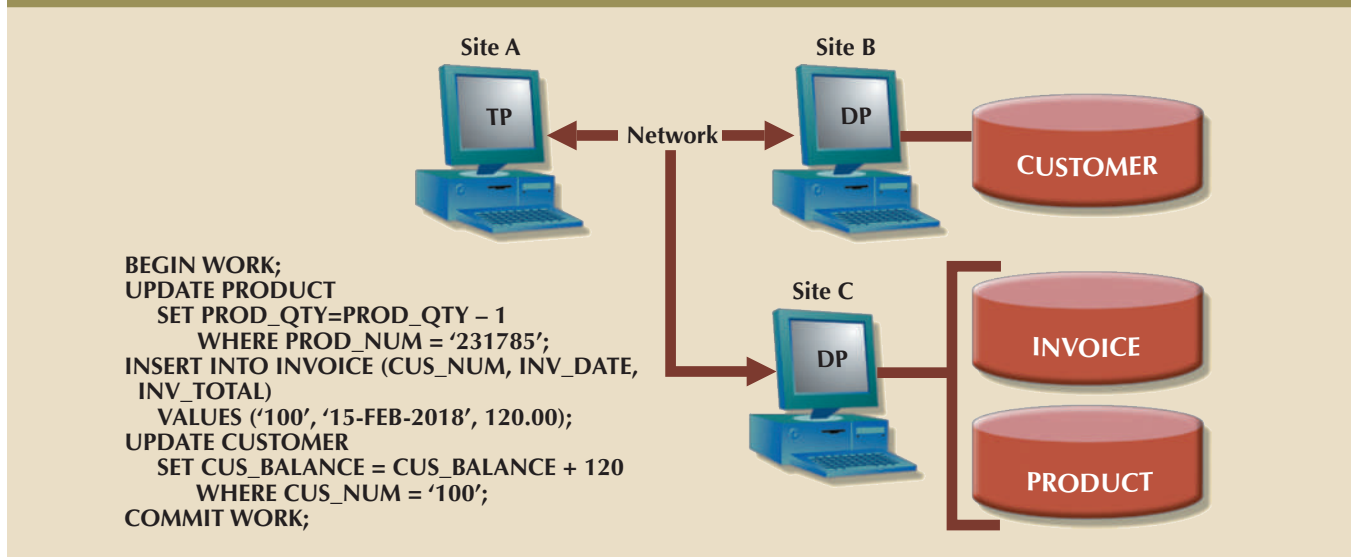 Site A
Site B
TP
Network
DP
CUSTOMER
BEGIN WORK;
UPDATE PRODUCT
SET PROD_QTY=PROD_QTY – 1
WHERE PROD_NUM = ‘231785’;
INSERT INTO INVOICE (CUS_NUM, INV_DATE,
INV_TOTAL)
VALUES (‘100’, ‘15-FEB-2018’, 120.00);
UPDATE CUSTOMER
SET CUS_BALANCE = CUS_BALANCE + 120
WHERE CUS_NUM = ‘100’;
COMMIT WORK;
Site C
DP
INVOICE
PRODUCT